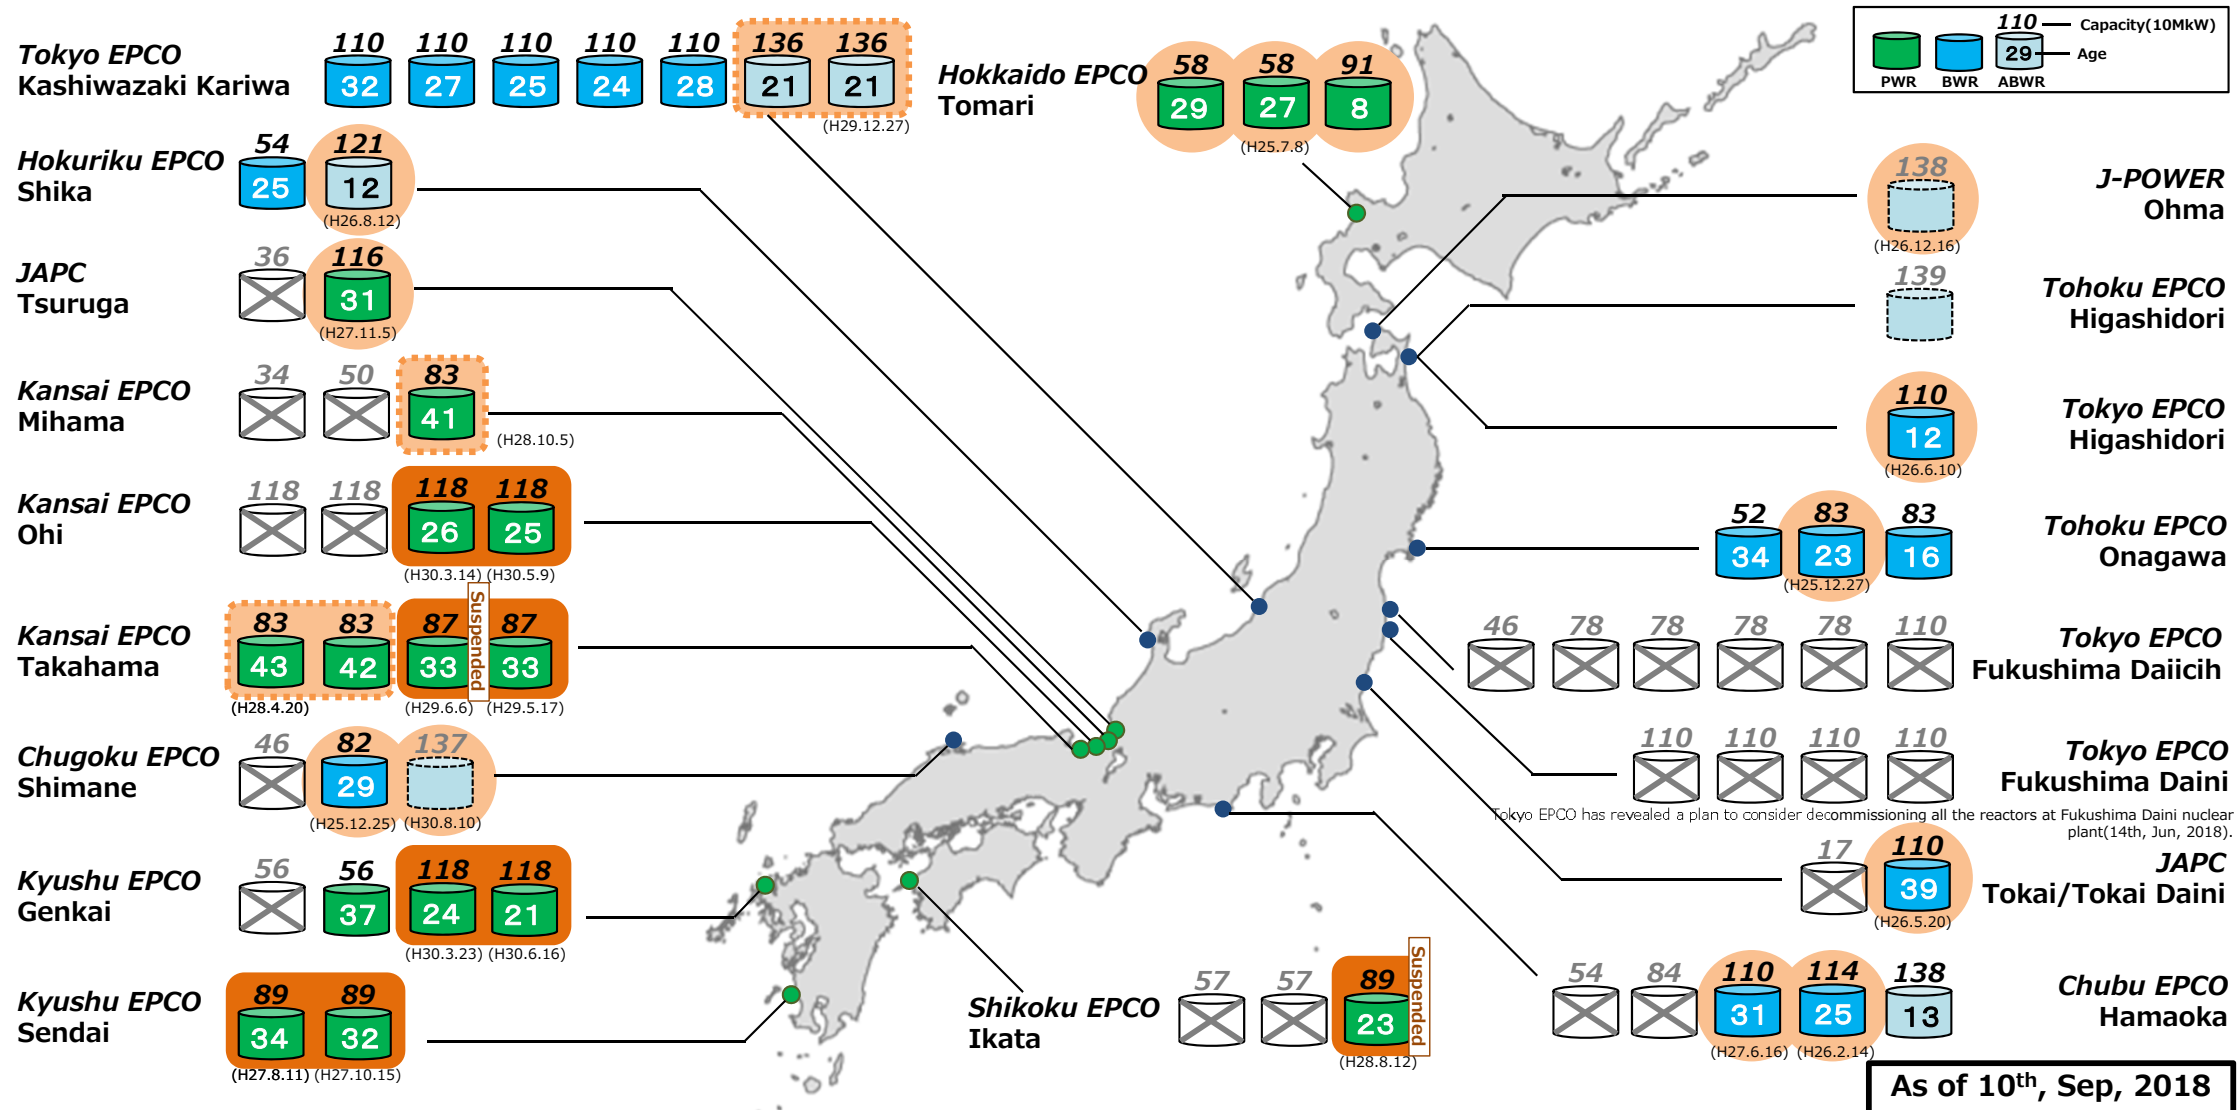 Tokyo EPCO
Kashiwazaki Kariwa
110 110 110 110 110 136 136
32 27 25 24 28 21 21
(H29.12.27)
Hokkaido EPCO
Tomari
58 58 91
29 27 8
(H25.7.8)
110 Capacity(10MkW)
29 Age
PWR BWR ABWR
Hokuriku EPCO
Shika
54 121
25 12
(H26.8.12)
JAPC
Tsuruga
36 116
31
(H27.11.5)
Kansai EPCO
Mihama
34 50 83
41
(H28.10.5)
Kansai EPCO
Ohi
118 118 118 118
26 25
(H30.3.14) (H30.5.9)
Kansai EPCO
Takahama
83 83 87 87
43 42 33 33
Suspended
(H28.4.20) (H29.6.6) (H29.5.17)
Chugoku EPCO
Shimane
46 82 137
29
(H25.12.25) (H30.8.10)
Kyushu EPCO
Genkai
56 56 118 118
37 24 21
(H30.3.23) (H30.6.16)
Kyushu EPCO
Sendai
89 89
34 32
(H27.8.11) (H27.10.15)
Shikoku EPCO
Ikata
57 57 89
23
Suspended
(H28.8.12)
138
J-POWER
Ohma
(H26.12.16)
139
Tohoku EPCO
Higashidori
110
12
Tokyo EPCO
Higashidori
(H26.6.10)
52 83 83
34 23 16
Tohoku EPCO
Onagawa
(H25.12.27)
46 78 78 78 78 110
Tokyo EPCO
Fukushima Daiicih
110 110 110 110
Tokyo EPCO
Fukushima Daini
Tokyo EPCO has revealed a plan to consider decommissioning all the reactors at Fukushima Daini nuclear
plant(14th, Jun, 2018).
17 110
39
JAPC
Tokai/Tokai Daini
(H26.5.20)
54 84 110 114 138
31 25 13
Chubu EPCO
Hamaoka
(H27.6.16) (H26.2.14)
As of 10th, Sep, 2018